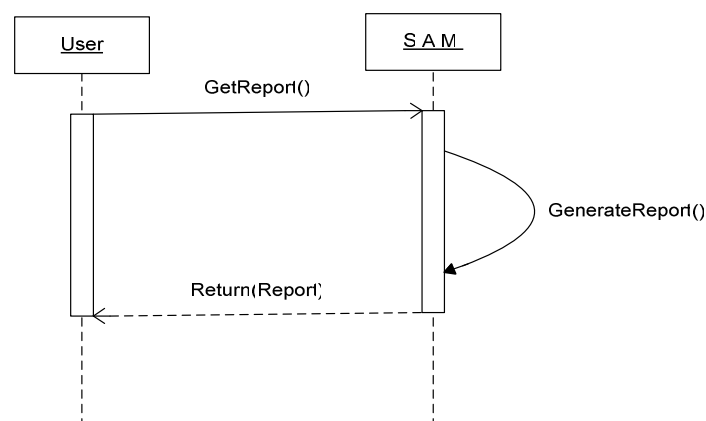 User
S A M
GetReport()
GenerateReport()
Return(Report)